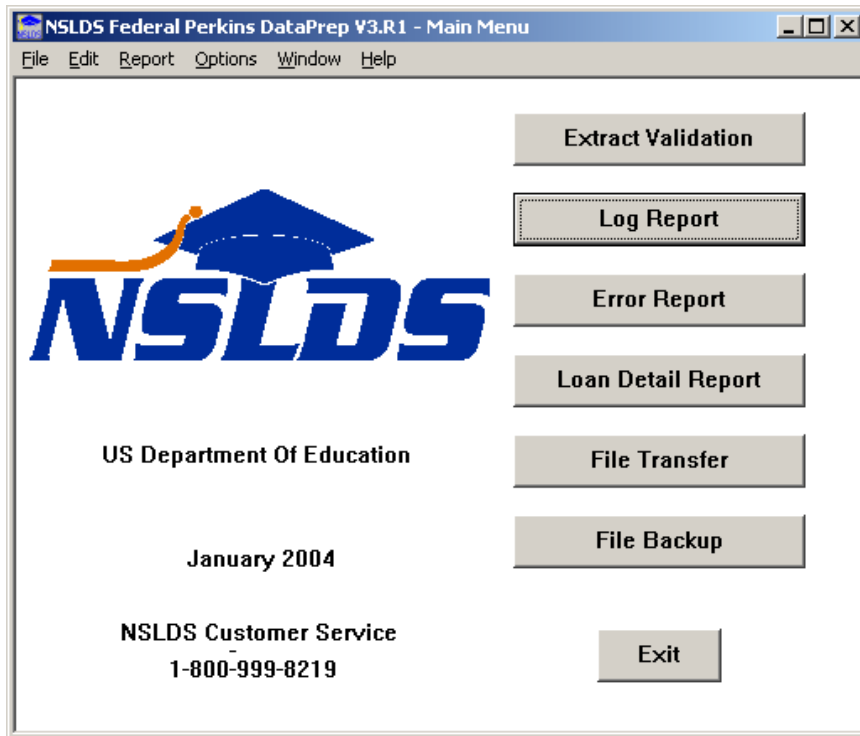 NSLDS Federal Perkins DataPrep V3.R1 - Main Menu
File Edit Report Options Window Help
Extract Validation
Log Report
Error Report
Loan Detail Report
File Transfer
File Backup
Exit
NSLDS
US Department Of Education
January 2004
NSLDS Customer Service
1-800-999-8219